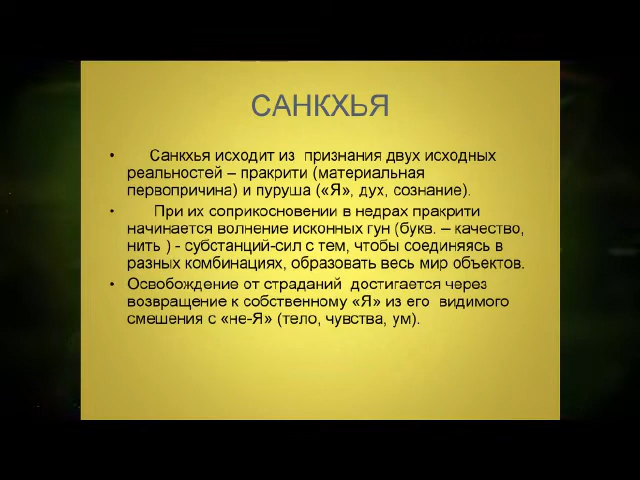 САНКХЬЯ
• Санкхья исходит из признания двух исходных
реальностей – пракрити (материальная
первопричина) и пуруша («Я», дух, сознание).
• При их соприкосновении в недрах пракрити
начинается волнение исконных гун (букв. – качество,
нить ) - субстанций-сил с тем, чтобы соединяясь в
разных комбинациях, образовать весь мир объектов.
• Освобождение от страданий достигается через
возвращение к собственному «Я» из его видимого
смешения с «не-Я» (тело, чувства, ум).